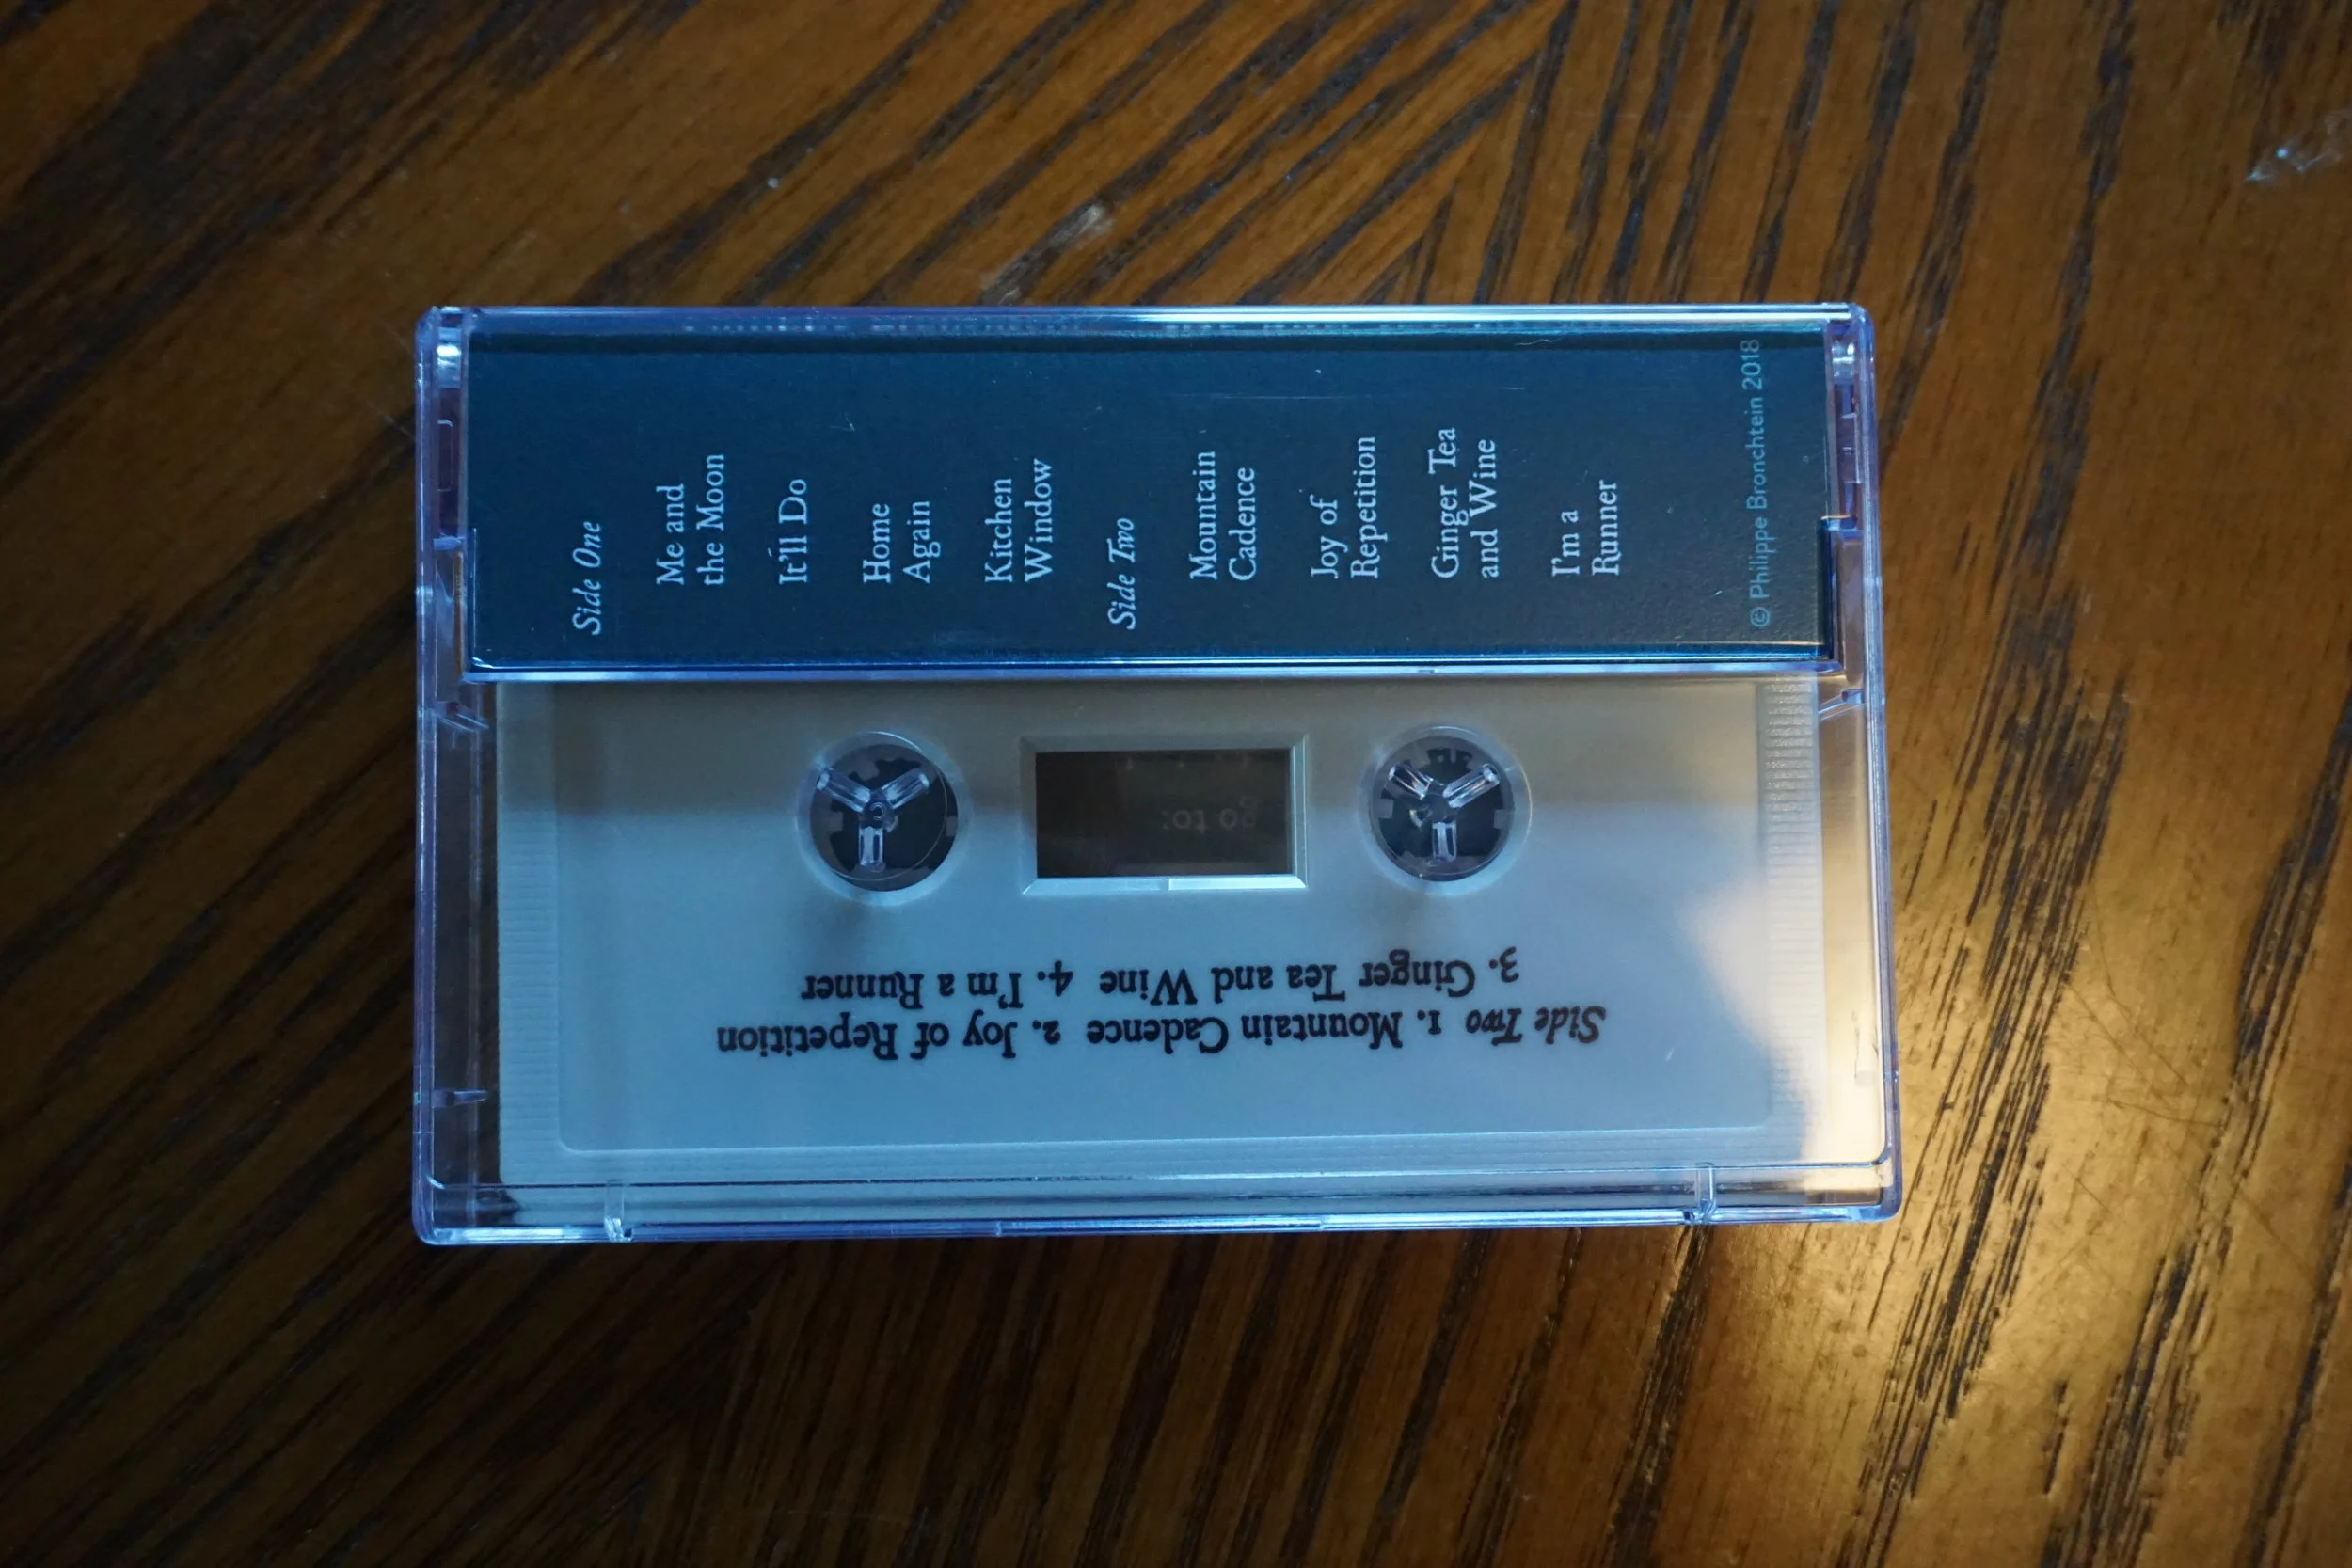 Side One
Me and
the Moon
It'll Do
Home
Again
Kitchen
Window
Side Two
Mountain
Cadence
Joy of
Repetition
Ginger Tea
and Wine
I'm a
Runner
© Philippe Bronchtein 2018
go to:
Side Two 1. Mountain Cadence 2. Joy of Repetition
3. Ginger Tea and Wine 4. I'm a Runner